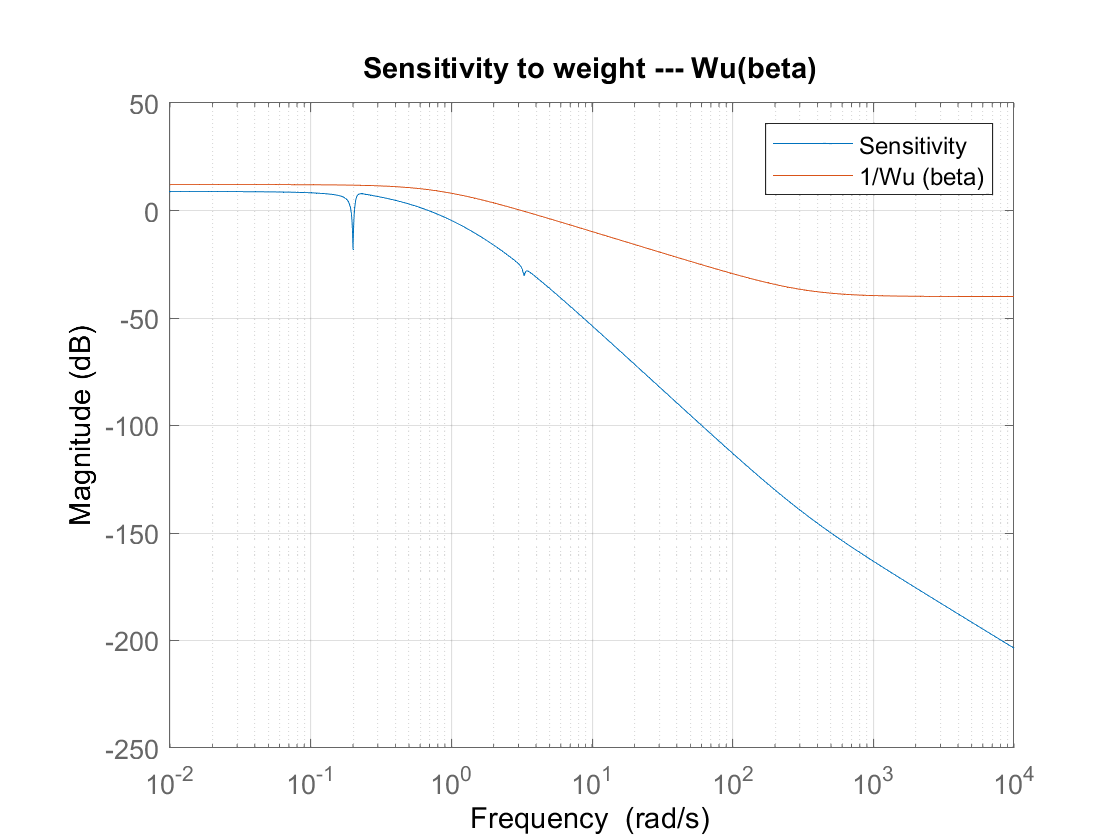 Sensitivity to weight --- Wu(beta)
Sensitivity
1/Wu (beta)
Magnitude (dB)
50
0
-50
-100
-150
-200
-250
10^-2 10^-1 10^0 10^1 10^2 10^3 10^4
Frequency (rad/s)